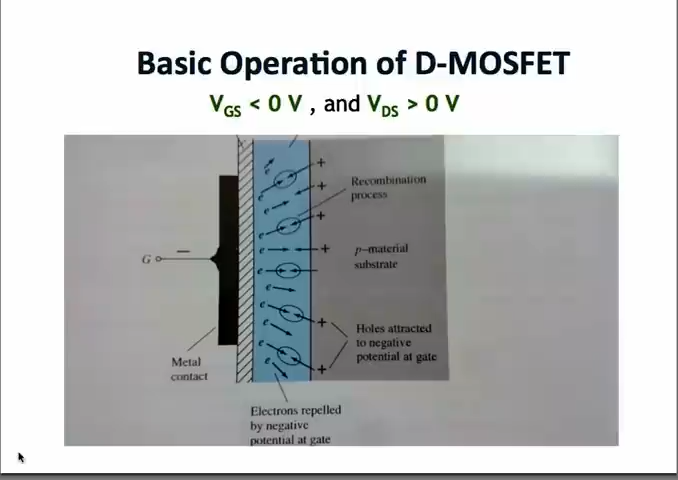 Basic Operation of D-MOSFET
VGS < 0 V , and VDS > 0 V
e
+
e
+
Recombination
process
e
+
e
e
+
p-material
substrate
G
−
e
e
e
+
Holes attracted
to negative
potential at gate
e
e
e
+
Metal
contact
Electrons repelled
by negative
potential at gate